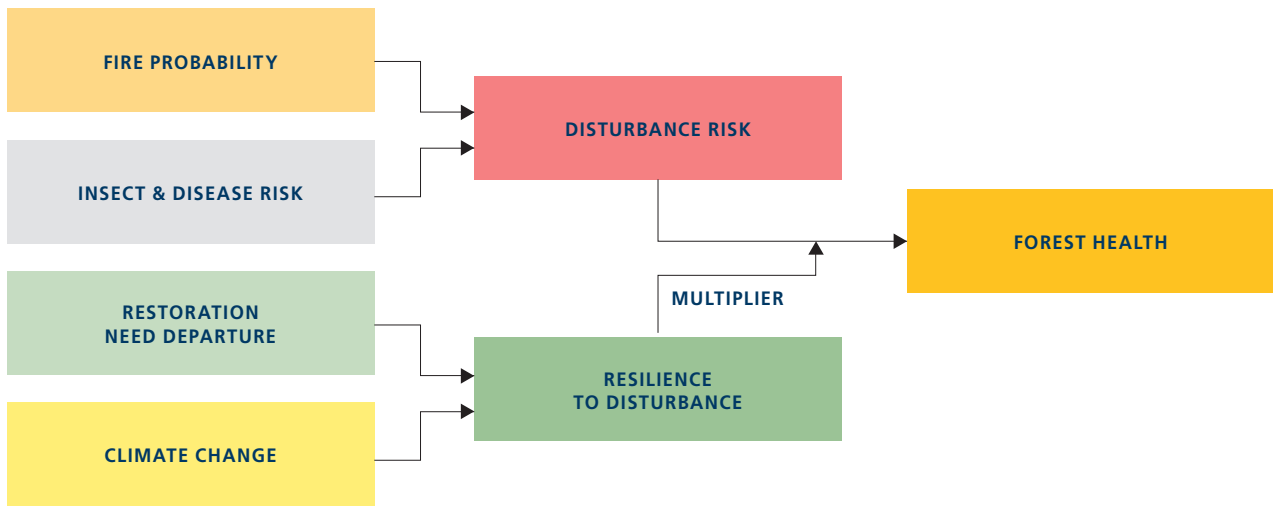 FIRE PROBABILITY
INSECT & DISEASE RISK
RESTORATION
NEED DEPARTURE
CLIMATE CHANGE
DISTURBANCE RISK
MULTIPLIER
RESILIENCE
TO DISTURBANCE
FOREST HEALTH